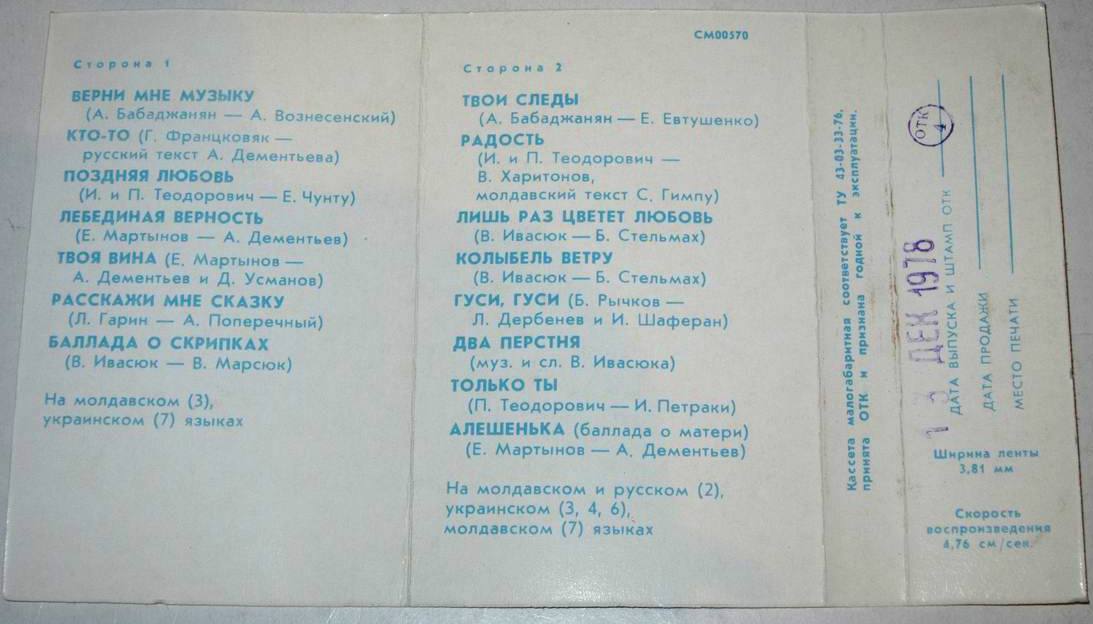 Сторона 1
ВЕРНИ МНЕ МУЗЫКУ
(А. Бабаджанян — А. Вознесенский)
КТО-ТО (Г. Францковяк —
русский текст А. Дементьева)
ПОЗДНЯЯ ЛЮБОВЬ
(И. и П. Теодорович — Е. Чунту)
ЛЕБЕДИНАЯ ВЕРНОСТЬ
(Е. Мартынов — А. Дементьев)
ТВОЯ ВИНА (Е. Мартынов —
А. Дементьев и Д. Усманов)
РАССКАЖИ МНЕ СКАЗКУ
(Л. Гарин — А. Поперечный)
БАЛЛАДА О СКРИПКАХ
(В. Ивасюк — В. Марсюк)
На молдавском (3),
украинском (7) языках
СМ00570
Сторона 2
ТВОИ СЛЕДЫ
(А. Бабаджанян — Е. Евтушенко)
РАДОСТЬ
(И. и П. Теодорович —
В. Харитонов,
молдавский текст С. Гимпу)
ЛИШЬ РАЗ ЦВЕТЕТ ЛЮБОВЬ
(В. Ивасюк — Б. Стельмах)
КОЛЫБЕЛЬ ВЕТРУ
(В. Ивасюк — Б. Стельмах)
ГУСИ, ГУСИ (Б. Рычков —
Л. Дербенев и И. Шаферан)
ДВА ПЕРСТНЯ
(муз. и сл. В. Ивасюка)
ТОЛЬКО ТЫ
(П. Теодорович — И. Петраки)
АЛЕШЕНЬКА (баллада о матери)
(Е. Мартынов — А. Дементьев)
На молдавском и русском (2),
украинском (3, 4, 6),
молдавском (7) языках
Кассета малогабаритная соответствует ТУ 43-03-33-76,
принята ОТК и признана годной к эксплуатации.
13 ДЕК 1978
ДАТА ВЫПУСКА И ШТАМП ОТК
ОТК
4
ДАТА ПРОДАЖИ
МЕСТО ПЕЧАТИ
Ширина ленты
3,81 мм
Скорость
воспроизведения
4,76 см/сек.